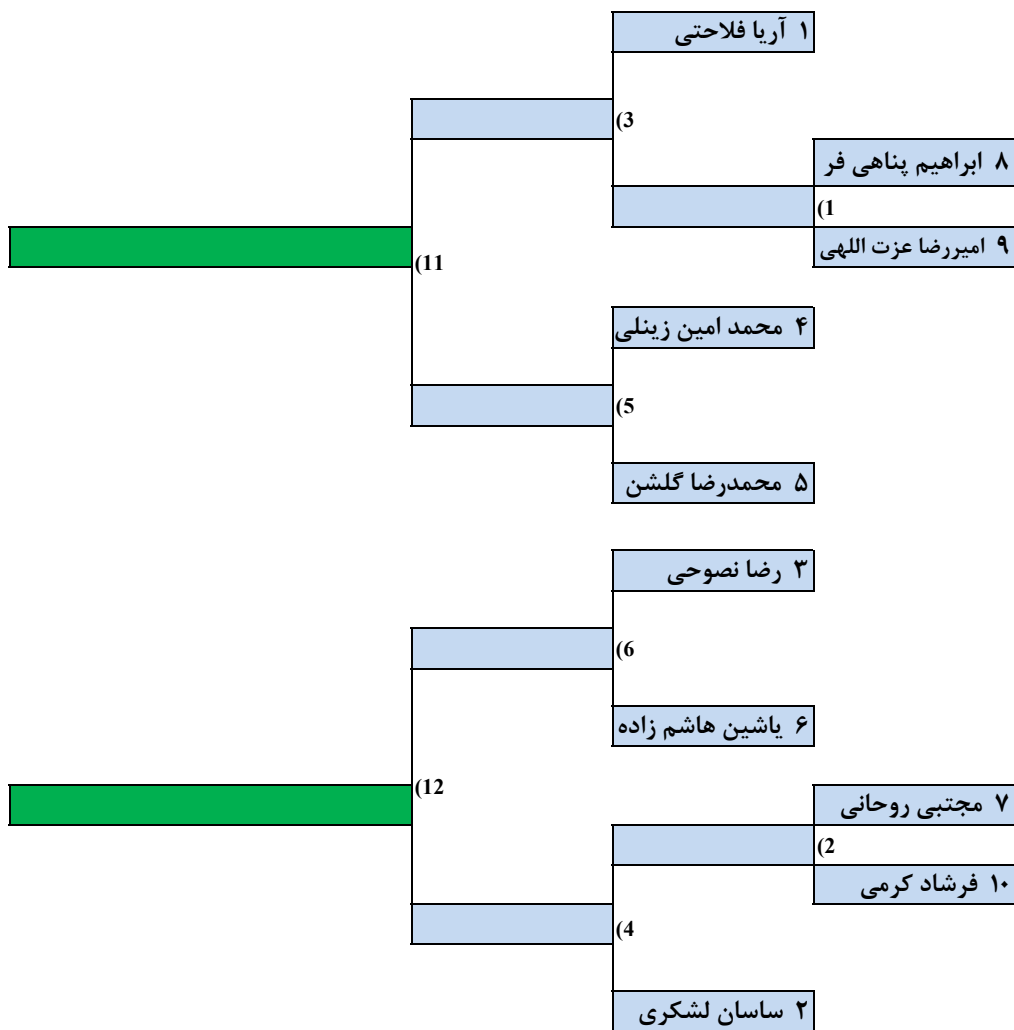 ۱ آریا فلاحتی
(3
۸ ابراهیم پناهی فر
(1
۹ امیررضا عزت اللهی
(11
۴ محمد امین زینلی
(5
۵ محمدرضا گلشن
۳ رضا نصوحی
(6
۶ یاشین هاشم زاده
(12
۷ مجتبی روحانی
(2
۱۰ فرشاد کرمی
(4
۲ ساسان لشکری